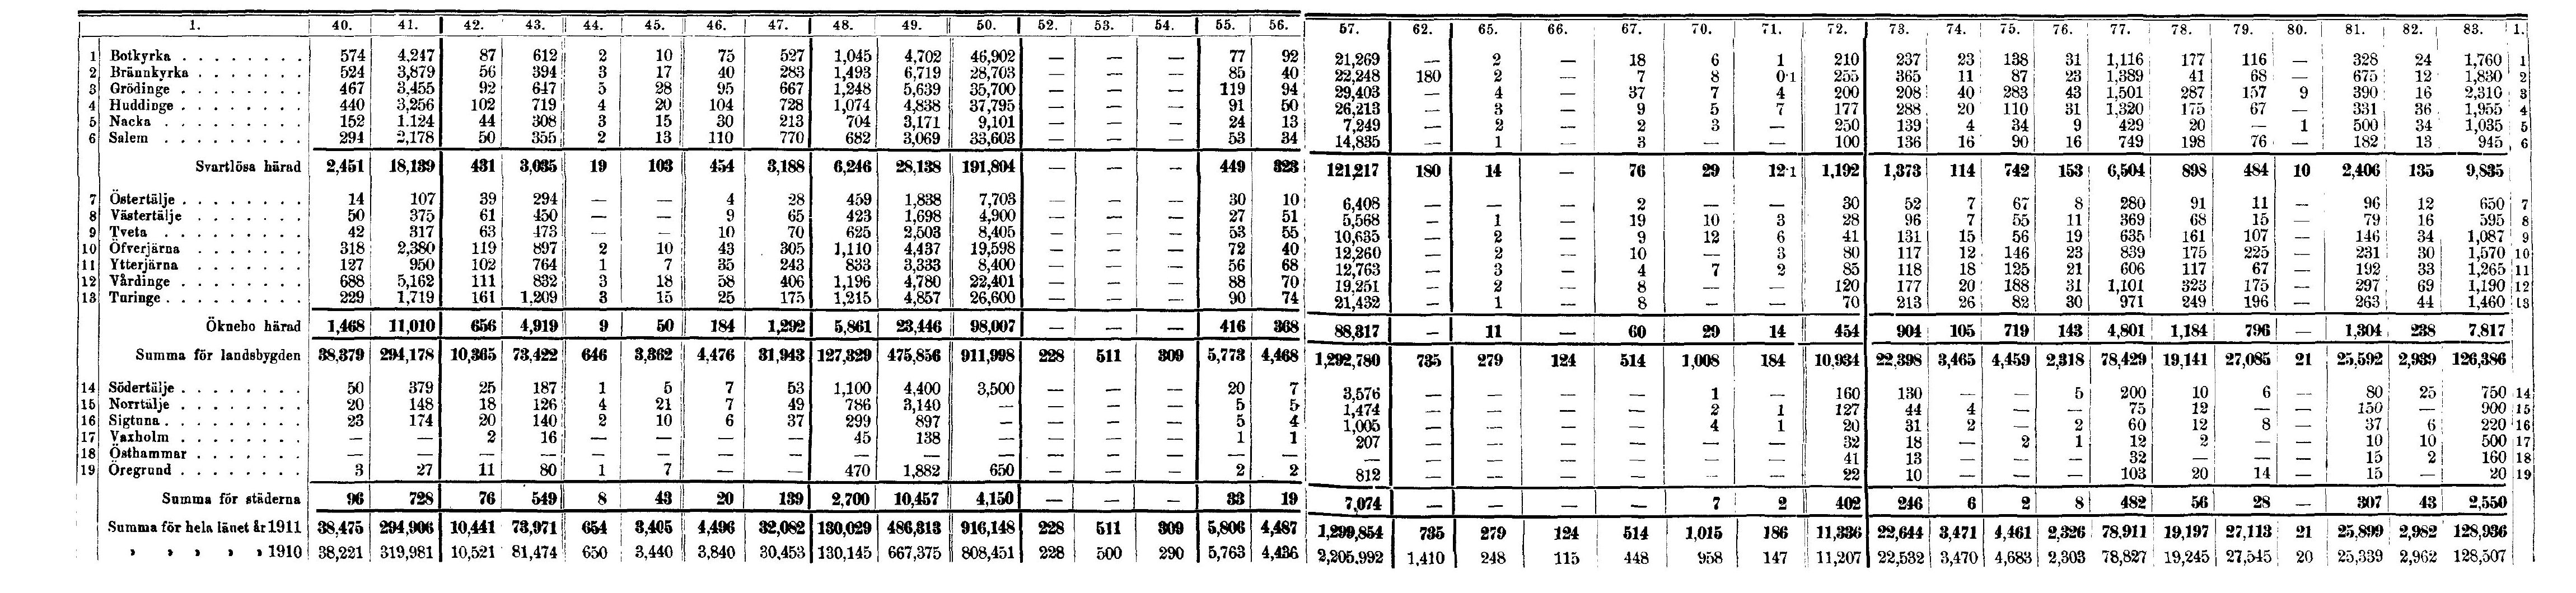 1. 40. 41. 42. 43. 44. 45. 46. 47. 48. 49. 50. 52. 53. 54. 55. 56. 57. 62. 65. 66. 67. 70. 71. 72. 73. 74. 75. 76. 77. 78. 79. 80. 81. 82. 83. 1.
1 Botkyrka . . . . . . . . 574 4,247 87 612 2 10 75 527 1,045 4,702 46,902 — — — 77 92 21,269 — 2 — 18 6 1 210 237 23 138 31 1,116 177 116 — 328 24 1,760 1
2 Brännkyrka . . . . . . . 524 3,879 56 394 3 17 40 283 1,493 6,719 28,703 — — — 85 40 22,248 180 2 — 7 8 0·1 255 365 11 87 23 1,389 41 68 — 675 12 1,830 2
3 Grödinge . . . . . . . . 467 3,455 92 647 5 28 95 667 1,248 5,639 35,700 — — — 119 94 29,403 — 4 — 37 7 4 200 208 40 283 43 1,501 287 157 9 390 16 2,310 3
4 Huddinge . . . . . . . . 440 3,256 102 719 4 20 104 728 1,074 4,838 37,795 — — — 91 50 26,213 — 3 — 9 5 7 177 288 20 110 31 1,320 175 67 — 331 36 1,955 4
5 Nacka . . . . . . . . . 152 1.124 44 308 3 15 30 213 704 3,171 9,101 — — — 24 13 7,249 — 2 — 2 3 — 250 139 4 34 9 429 20 — 1 500 34 1,035 5
6 Salem . . . . . . . . . 294 2,178 50 355 2 13 110 770 682 3,069 33,603 — — — 53 34 14,835 — 1 — 3 — — 100 136 16 90 16 749 198 76 — 182 13 945 6
Svartlösa härad 2,451 18,139 431 3,035 19 103 454 3,188 6,246 28,138 191,804 — — — 449 323 121,217 180 14 — 76 29 12·1 1,192 1,373 114 742 153 6,504 898 484 10 2,406 135 9,835
7 Östertälje . . . . . . . . 14 107 39 294 — — 4 28 459 1,838 7,703 — — — 30 10 6,408 — — — 2 — — 30 52 7 67 8 280 91 11 — 96 12 650 7
8 Västertälje . . . . . . . 50 375 61 450 — — 9 65 423 1,698 4,900 — — — 27 51 5,568 — 1 — 19 10 3 28 96 7 55 11 369 68 15 — 79 16 595 8
9 Tveta . . . . . . . . . 42 317 63 473 — — 10 70 625 2,503 8,405 — — — 53 55 10,635 — 2 — 9 12 6 41 131 15 56 19 635 161 107 — 146 34 1,087 9
10 Öfverjärna . . . . . . . 318 2,380 119 897 2 10 43 305 1,110 4,437 19,598 — — — 72 40 12,260 — 2 — 10 — 3 80 117 12 146 23 839 175 225 — 231 30 1,570 10
11 Ytterjärna . . . . . . . 127 950 102 764 1 7 35 243 833 3,333 8,400 — — — 56 68 12,763 — 3 — 4 7 2 85 118 18 125 21 606 117 67 — 192 33 1,265 11
12 Vårdinge . . . . . . . . 688 5,162 111 832 3 18 58 406 1,196 4,780 22,401 — — — 88 70 19,251 — 2 — 8 — — 120 177 20 188 31 1,101 323 175 — 297 69 1,190 12
13 Turinge . . . . . . . . . 229 1,719 161 1,209 3 15 25 175 1,215 4,857 26,600 — — — 90 74 21,432 — 1 — 8 — — 70 213 26 82 30 971 249 196 — 263 44 1,460 13
Öknebo härad 1,468 11,010 656 4,919 9 50 184 1,292 5,861 23,446 98,007 — — — 416 368 88,317 — 11 — 60 29 14 454 904 105 719 143 4,801 1,184 796 — 1,304 238 7,817
Summa för landsbygden 38,379 294,178 10,365 73,422 646 3,362 4,476 31,943 127,329 475,856 911,998 228 511 309 5,773 4,468 1,292,780 735 279 124 514 1,008 184 10,934 22,398 3,465 4,459 2,318 78,429 19,141 27,085 21 25,592 2,939 126,386
14 Södertälje . . . . . . . . 50 379 25 187 1 5 7 53 1,100 4,400 3,500 — — — 20 7 3,576 — — — — 1 — 160 130 — — 5 200 10 6 — 80 25 750 14
15 Norrtälje . . . . . . . . 20 148 18 126 4 21 7 49 786 3,140 — — — — 5 5 1,474 — — — — 2 1 127 44 4 — — 75 12 — — 150 — 900 15
16 Sigtuna . . . . . . . . . 23 174 20 140 2 10 6 37 299 897 — — — — 5 4 1,005 — — — — 4 1 20 31 2 — 2 60 12 8 — 37 6 220 16
17 Vaxholm . . . . . . . . — — 2 16 — — — — 45 138 — — — — 1 1 207 — — — — — — 32 18 — 2 1 12 2 — — 10 10 500 17
18 Östhammar . . . . . . . — — — — — — — — — — — — — — — — — — — — — — 41 13 — — — 32 — — — 15 2 160 18
19 Öregrund . . . . . . . . 3 27 11 80 1 7 — — 470 1,882 650 — — — 2 2 812 — — — — — — 22 10 — — — 103 20 14 — 15 — 20 19
Summa för städerna 96 728 76 549 8 43 20 139 2,700 10,457 4,150 — — — 33 19 7,074 — — — — 7 2 402 246 6 2 8 482 56 28 — 307 43 2,550
Summa för hela länet år 1911 38,475 294,906 10,441 73,971 654 3,405 4,496 32,082 130,029 486,313 916,148 228 511 309 5,806 4,487 1,299,854 735 279 124 514 1,015 186 11,336 22,644 3,471 4,461 2,326 78,911 19,197 27,113 21 25,899 2,982 128,936
» » » » » 1910 38,221 319,981 10,521 81,474 650 3,440 3,840 30,453 130,145 667,375 808,451 228 500 290 5,763 4,436 2,205,992 1,410 248 115 448 958 147 11,207 22,532 3,470 4,683 2,303 78,827 19,245 27,545 20 25,339 2,962 128,507